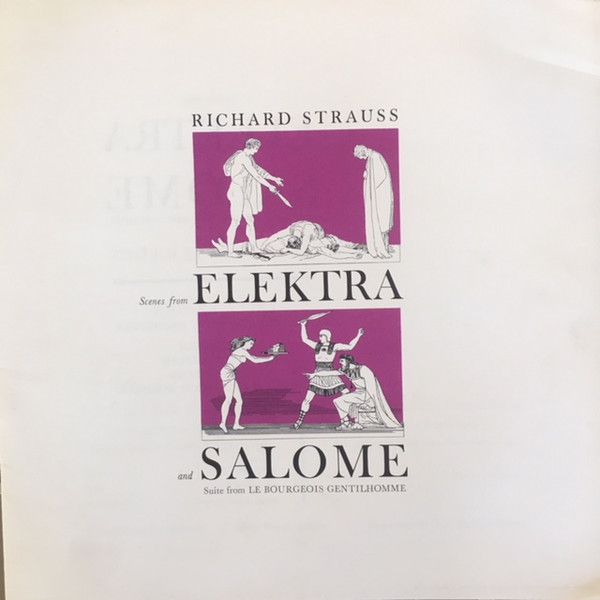 RICHARD STRAUSS
Scenes from ELEKTRA
and SALOME
Suite from LE BOURGEOIS GENTILHOMME